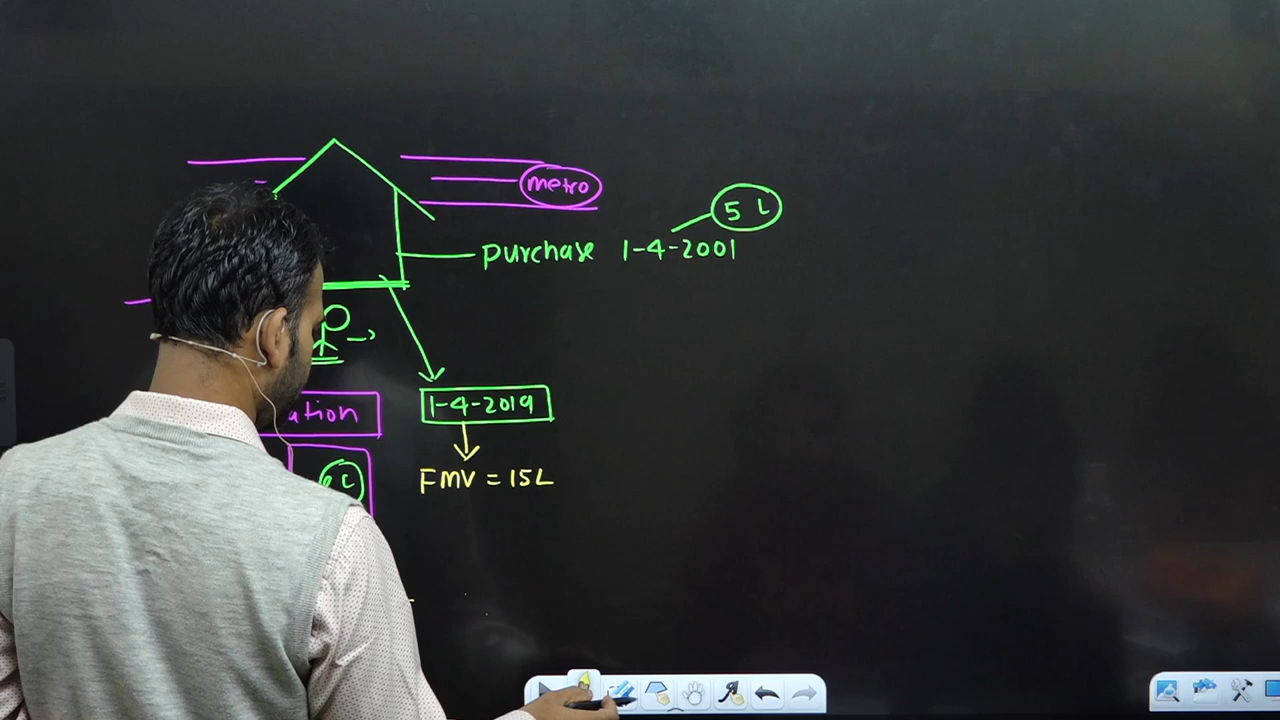 metro
5 L
purchase 1-4-2001
ation
1-4-2019
L
FMV = 15L